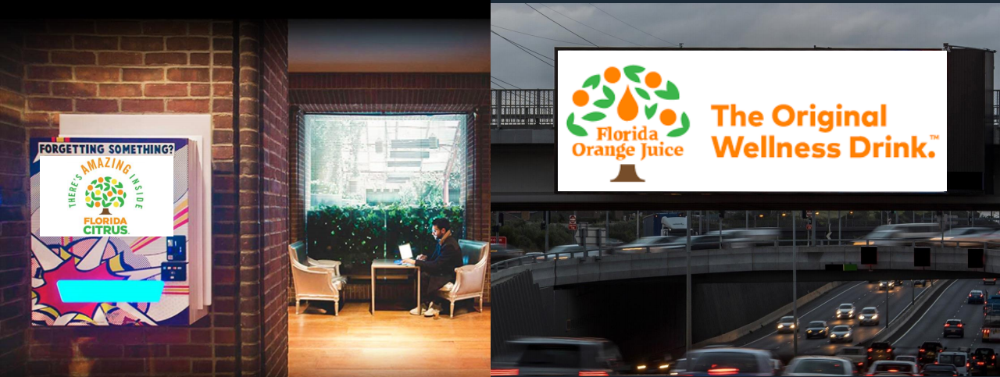 FORGETTING SOMETHING?
THERE'S AMAZING INSIDE
FLORIDA
CITRUS
Florida
Orange Juice
The Original
Wellness Drink.™